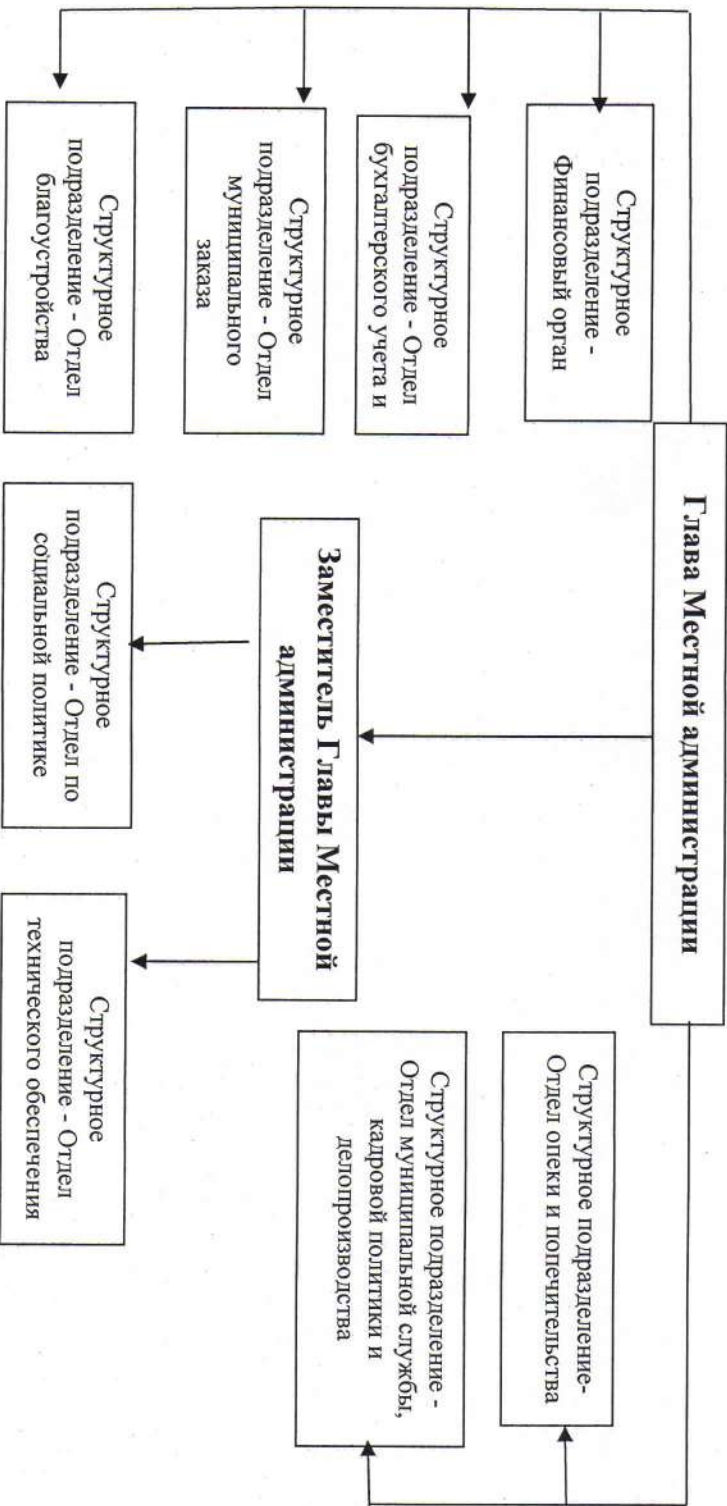 Глава Местной администрации
Структурное
подразделение -
Финансовый орган
Структурное
подразделение - Отдел
бухгалтерского учета и
Структурное
подразделение - Отдел
муниципального
заказа
Структурное
подразделение - Отдел
благоустройства
Заместитель Главы Местной
администрации
Структурное
подразделение - Отдел по
социальной политике
Структурное
подразделение - Отдел
технического обеспечения
Структурное подразделение-
Отдел опеки и попечительства
Структурное подразделение -
Отдел муниципальной службы,
кадровой политики и
делопроизводства